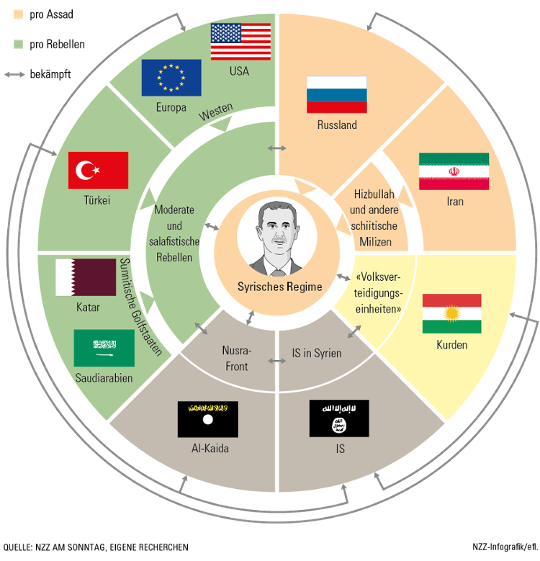 pro Assad
pro Rebellen
bekämpft
USA
Europa
Westen
Russland
Türkei
Iran
Hizbullah
und andere
schiitische
Milizen
Moderate
und
salafistische
Rebellen
Syrisches Regime
«Volksver-
teidigungs-
einheiten»
Katar
Sunnitische Golfstaaten
Saudiarabien
Kurden
Nusra-
Front
IS in Syrien
Al-Kaida
IS
QUELLE: NZZ AM SONNTAG, EIGENE RECHERCHEN
NZZ-Infografik/efl.